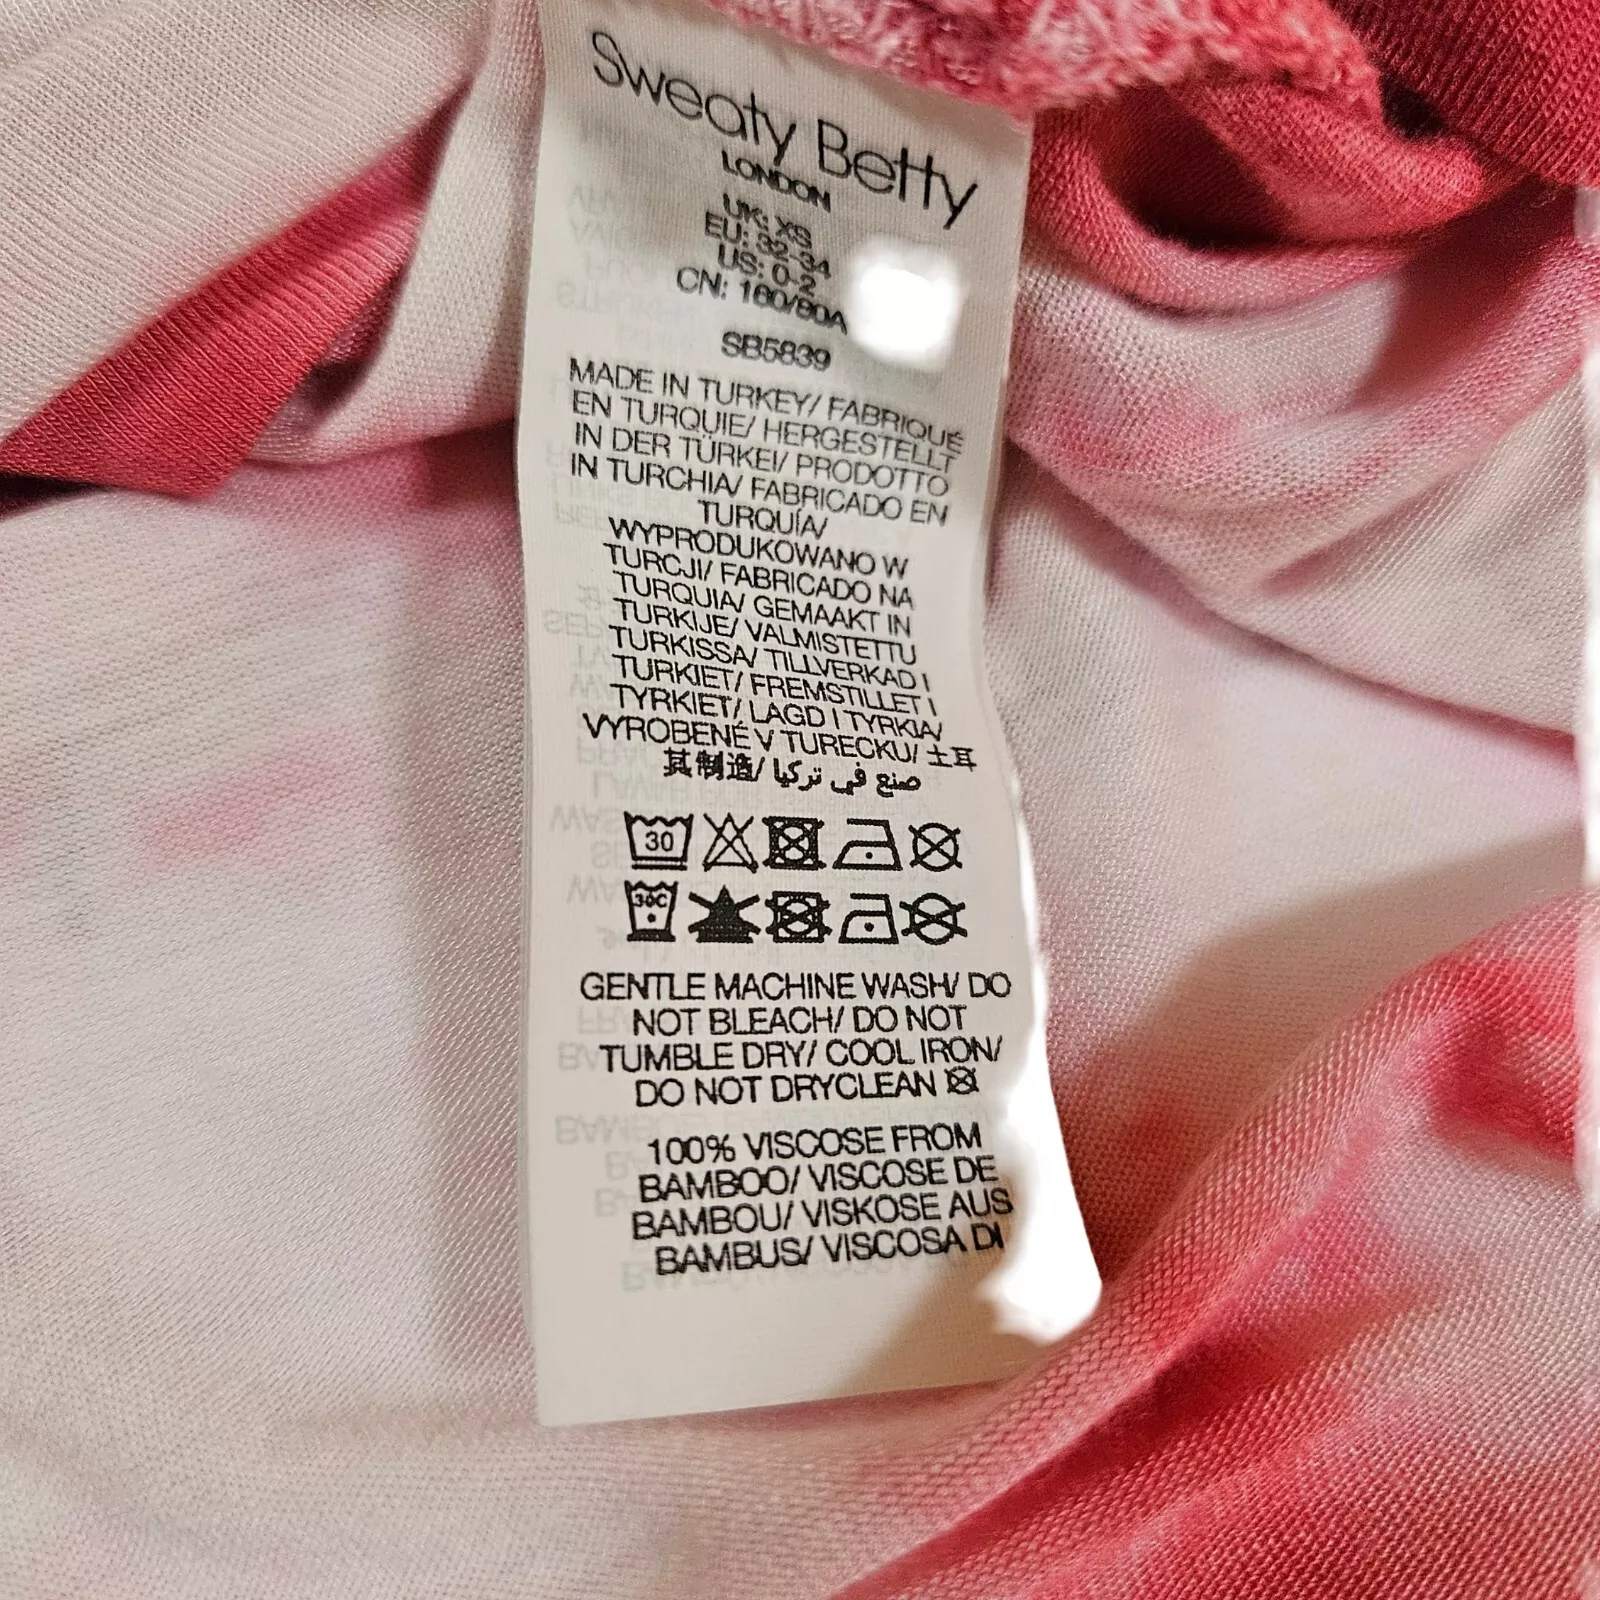 Sweaty Betty
LONDON
UK: XS
EU: 32-34
US: 0-2
CN: 160/80A
SB5839
MADE IN TURKEY/ FABRIQUÉ
EN TURQUIE/ HERGESTELLT
IN DER TÜRKEI/ PRODOTTO
IN TURCHIA/ FABRICADO EN
TURQUÍA/
WYPRODUKOWANO W
TURCJI/ FABRICADO NA
TURQUIA/ GEMAAKT IN
TURKIJE/ VALMISTETTU
TURKISSA/ TILLVERKAD I
TURKIET/ FREMSTILLET I
TYRKIET/ LAGD I TYRKIA/
VYROBENÉ V TURECKU/ 土耳
其制造/ صنع في تركيا
30
30C
GENTLE MACHINE WASH/ DO
NOT BLEACH/ DO NOT
TUMBLE DRY/ COOL IRON/
DO NOT DRYCLEAN
100% VISCOSE FROM
BAMBOO/ VISCOSE DE
BAMBOU/ VISKOSE AUS
BAMBUS/ VISCOSA DI